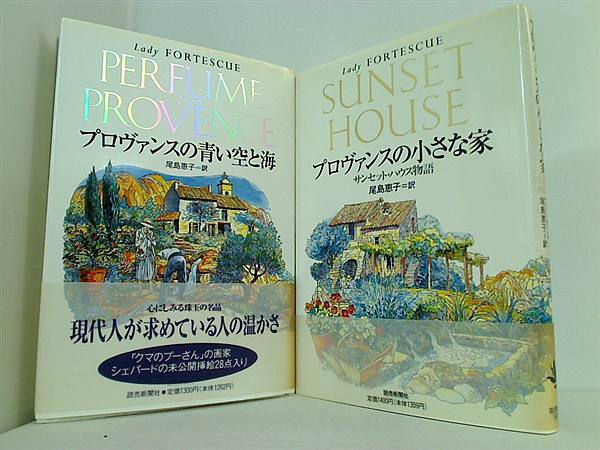 Lady FORTESCUE
PERFUME
from
PROVENCE
プロヴァンスの青い空と海
尾島恵子=訳
心にしみる珠玉の名品
現代人が求めている人の温かさ
「クマのプーさん」の画家
シェパードの未公開挿絵28点入り
読売新聞社●定価1300円(本体1262円)
Lady FORTESCUE
SUNSET
HOUSE
プロヴァンスの小さな家
サンセット・ハウス物語
尾島恵子=訳
読売新聞社
定価1400円(本体1359円)